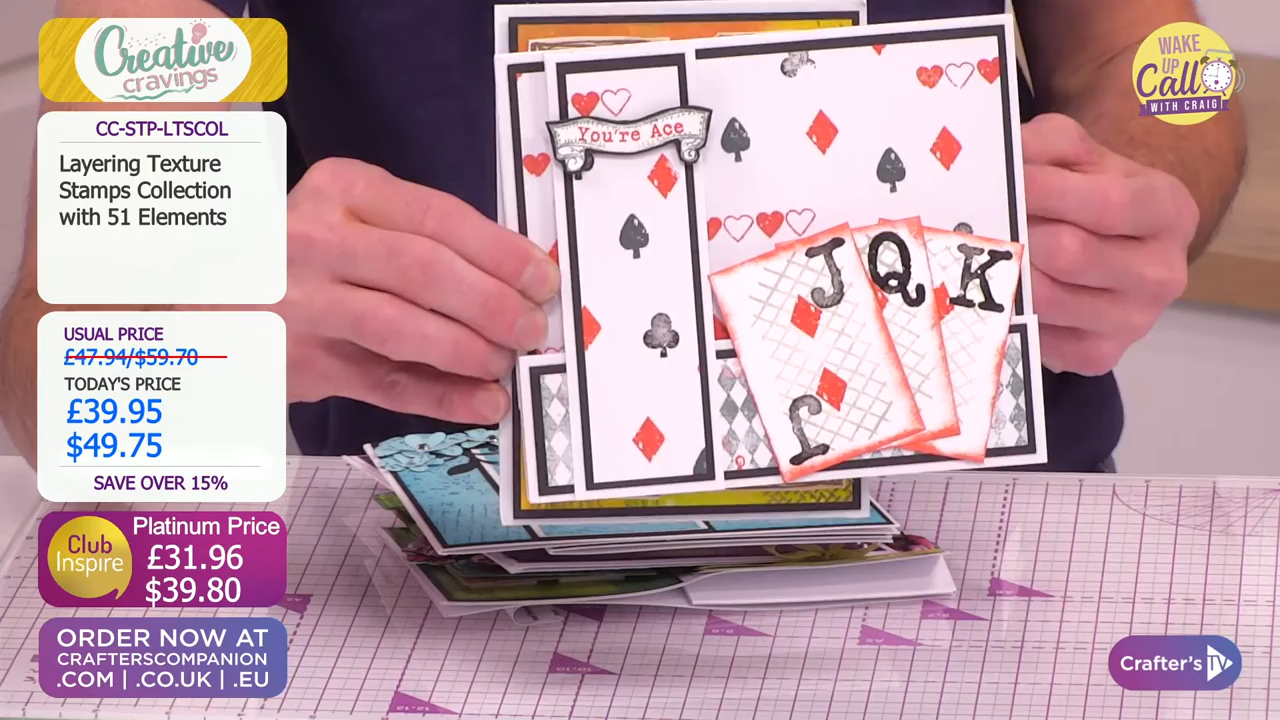 Creative
cravings
CC-STP-LTSCOL
Layering Texture
Stamps Collection
with 51 Elements
USUAL PRICE
£47.94/$59.70
TODAY'S PRICE
£39.95
$49.75
SAVE OVER 15%
Club
Inspire
Platinum Price
£31.96
$39.80
ORDER NOW AT
CRAFTERSCOMPANION
.COM | .CO.UK | .EU
WAKE
UP
Call
WITH CRAIG
You're Ace
J Q K
J
Crafter's TV